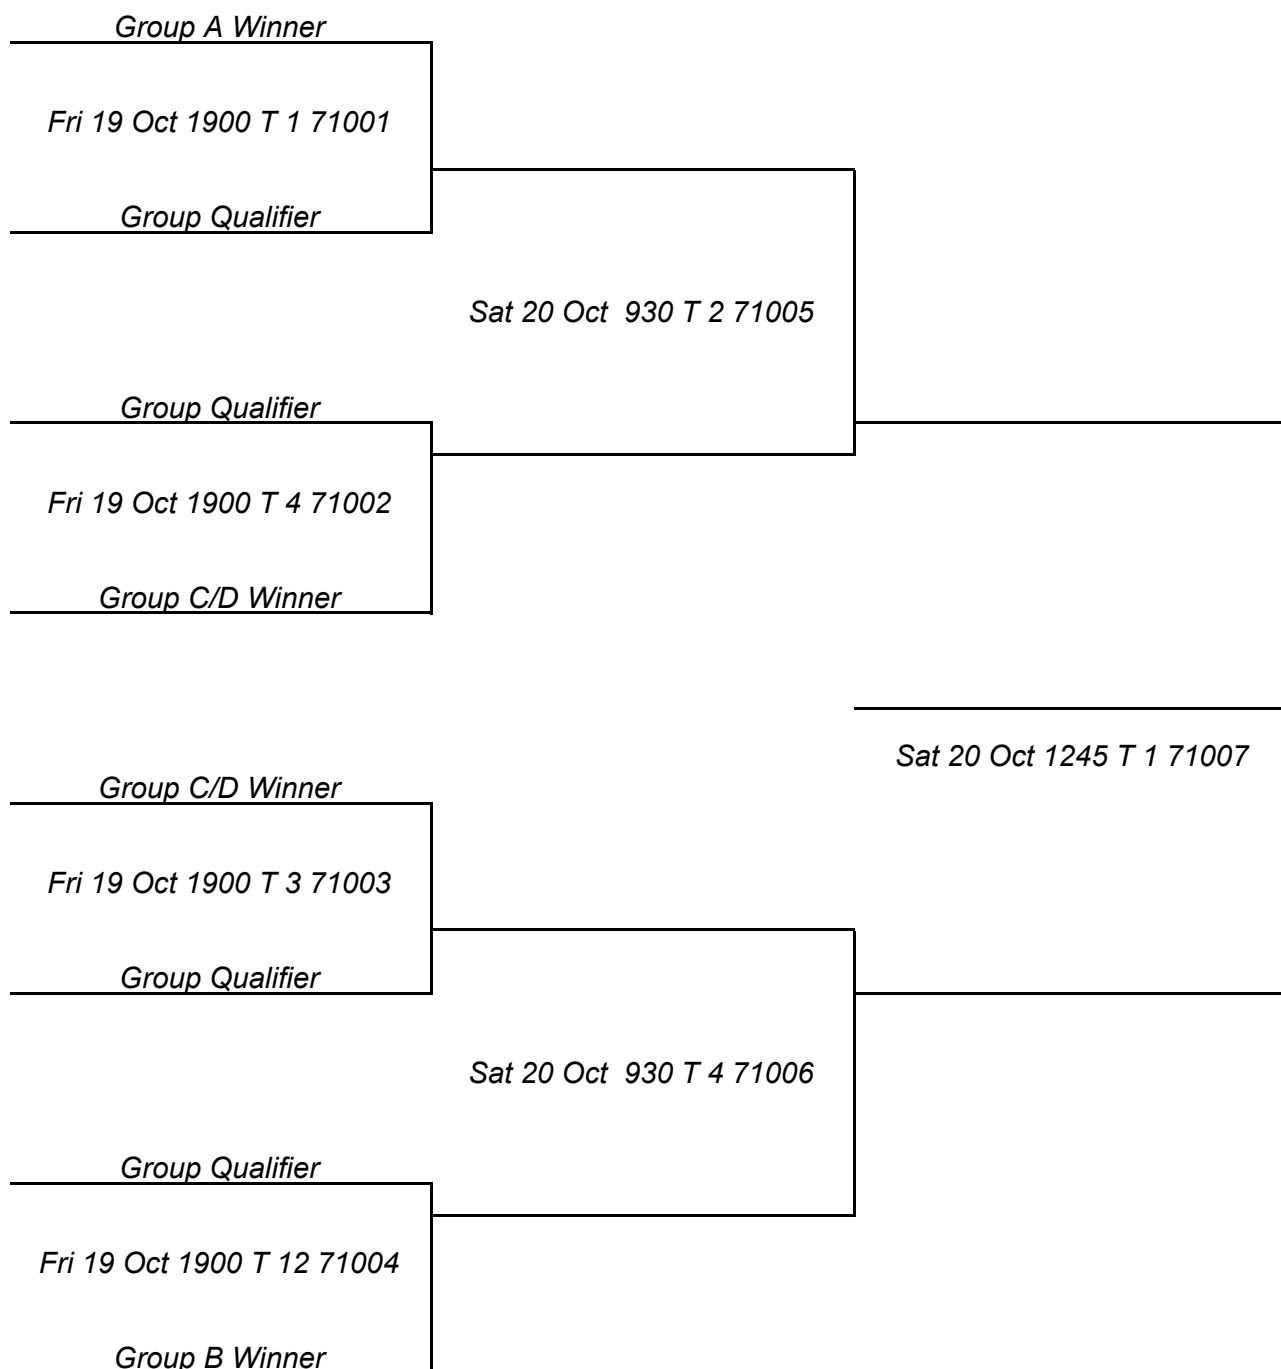 Group A Winner
Fri 19 Oct 1900 T 1 71001
Group Qualifier
Sat 20 Oct  930 T 2 71005
Group Qualifier
Fri 19 Oct 1900 T 4 71002
Group C/D Winner
Sat 20 Oct 1245 T 1 71007
Group C/D Winner
Fri 19 Oct 1900 T 3 71003
Group Qualifier
Sat 20 Oct  930 T 4 71006
Group Qualifier
Fri 19 Oct 1900 T 12 71004
Group B Winner